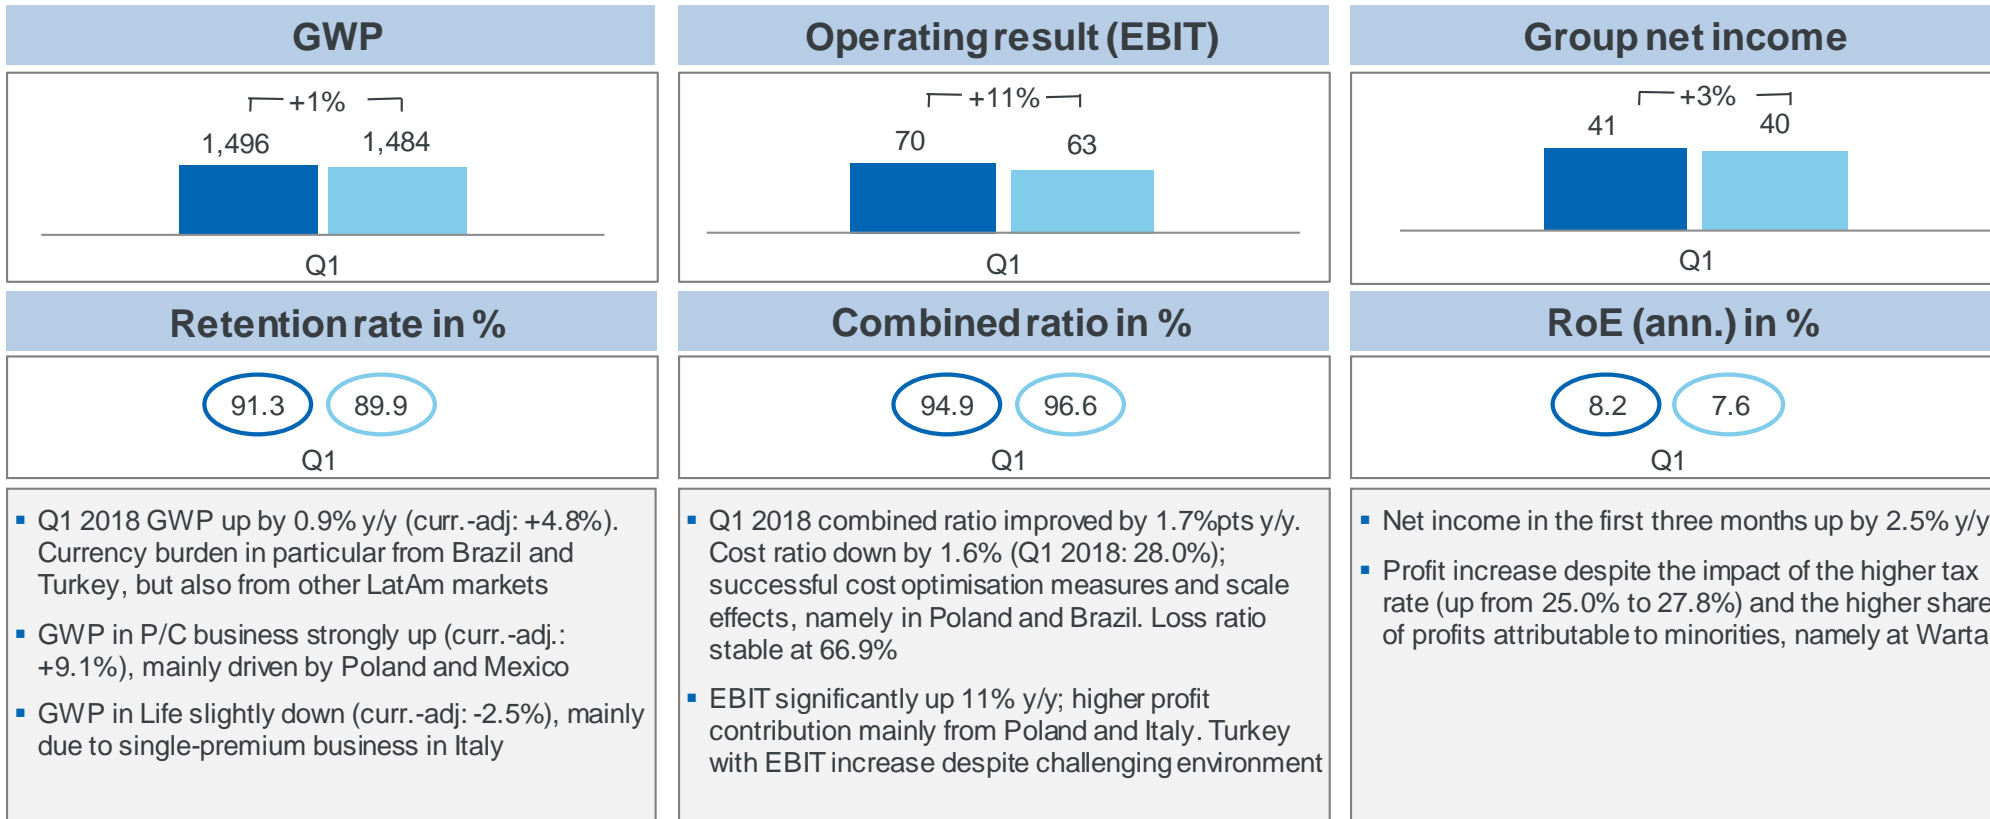 GWP
+1%
1,496
1,484
Q1
Operating result (EBIT)
+11%
70
63
Q1
Group net income
+3%
41
40
Q1
Retention rate in %
91.3
89.9
Q1
Combined ratio in %
94.9
96.6
Q1
RoE (ann.) in %
8.2
7.6
Q1
▪ Q1 2018 GWP up by 0.9% y/y (curr.-adj: +4.8%).
Currency burden in particular from Brazil and
Turkey, but also from other LatAm markets
▪ GWP in P/C business strongly up (curr.-adj.:
+9.1%), mainly driven by Poland and Mexico
▪ GWP in Life slightly down (curr.-adj: -2.5%), mainly
due to single-premium business in Italy
▪ Q1 2018 combined ratio improved by 1.7%pts y/y.
Cost ratio down by 1.6% (Q1 2018: 28.0%);
successful cost optimisation measures and scale
effects, namely in Poland and Brazil. Loss ratio
stable at 66.9%
▪ EBIT significantly up 11% y/y; higher profit
contribution mainly from Poland and Italy. Turkey
with EBIT increase despite challenging environment
▪ Net income in the first three months up by 2.5% y/y
▪ Profit increase despite the impact of the higher tax
rate (up from 25.0% to 27.8%) and the higher share
of profits attributable to minorities, namely at Warta